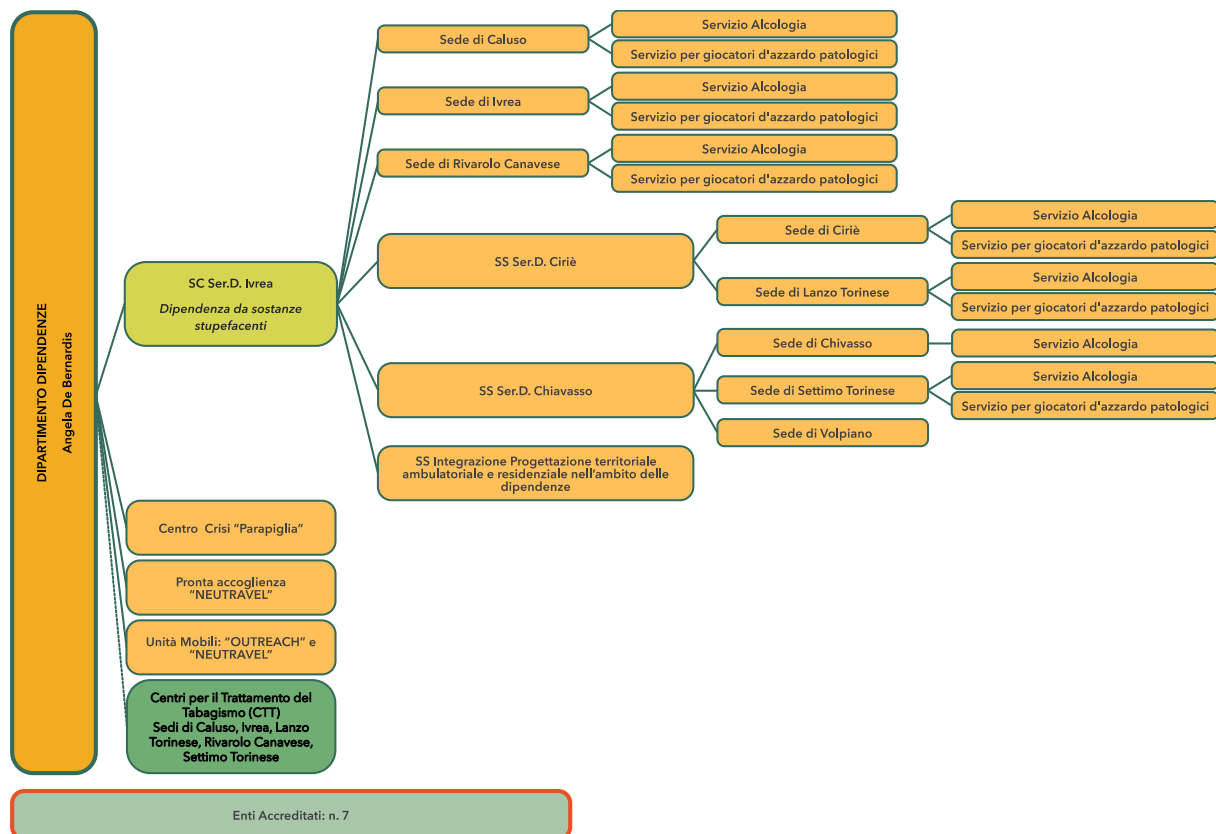 DIPARTIMENTO DIPENDENZE
Angela De Bernardis
SC Ser.D. Ivrea
Dipendenza da sostanze
stupefacenti
Sede di Caluso
Servizio Alcologia
Servizio per giocatori d'azzardo patologici
Sede di Ivrea
Servizio Alcologia
Servizio per giocatori d'azzardo patologici
Sede di Rivarolo Canavese
Servizio Alcologia
Servizio per giocatori d'azzardo patologici
SS Ser.D. Ciriè
Sede di Ciriè
Servizio Alcologia
Servizio per giocatori d'azzardo patologici
Sede di Lanzo Torinese
Servizio Alcologia
Servizio per giocatori d'azzardo patologici
SS Ser.D. Chiavasso
Sede di Chivasso
Servizio Alcologia
Sede di Settimo Torinese
Servizio Alcologia
Servizio per giocatori d'azzardo patologici
Sede di Volpiano
SS Integrazione Progettazione territoriale
ambulatoriale e residenziale nell'ambito delle
dipendenze
Centro Crisi "Parapiglia"
Pronta accoglienza
"NEUTRAVEL"
Unità Mobili: "OUTREACH" e
"NEUTRAVEL"
Centri per il Trattamento del
Tabagismo (CTT)
Sedi di Caluso, Ivrea, Lanzo
Torinese, Rivarolo Canavese,
Settimo Torinese
Enti Accreditati: n. 7